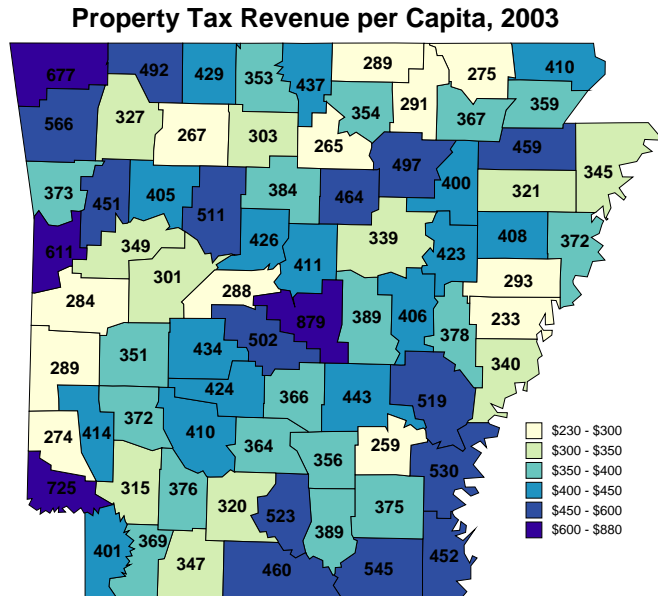 Property Tax Revenue per Capita, 2003
677 492 429 353 437 289 275 410
566 327 267 303 265 354 291 367 359
373 451 405 511 384 464 497 400 459 321 345
611 349 301 426 411 339 423 408 372
284 288 879 389 406 378 293 233
289 351 434 502 340
274 414 372 424 410 366 443 519
725 315 376 364 356 259 530
320 523 389 375
401 369 347 460 545 452
$230 - $300
$300 - $350
$350 - $400
$400 - $450
$450 - $600
$600 - $880